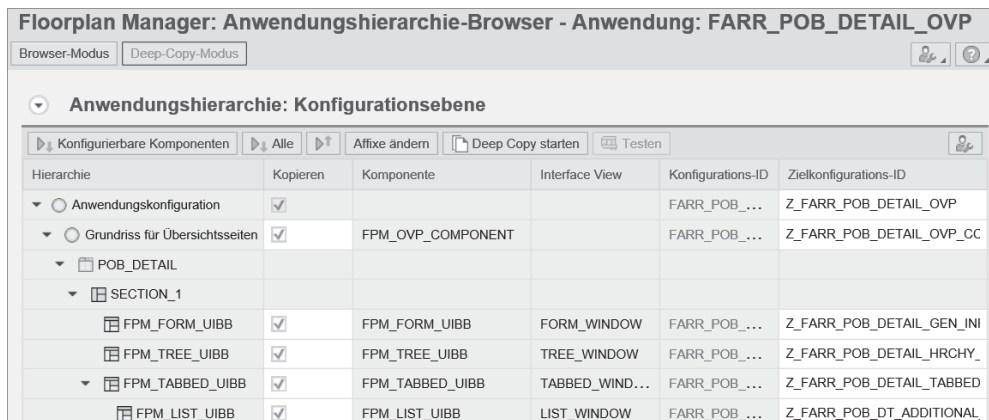 Floorplan Manager: Anwendungshierarchie-Browser - Anwendung: FARR_POB_DETAIL_OVP
Browser-Modus Deep-Copy-Modus
Anwendungshierarchie: Konfigurationsebene
Konfigurierbare Komponenten Alle Affixe ändern Deep Copy starten Testen
Hierarchie Kopieren Komponente Interface View Konfigurations-ID Zielkonfigurations-ID
Anwendungskonfiguration FARR_POB_... Z_FARR_POB_DETAIL_OVP
Grundriss für Übersichtsseiten FPM_OVP_COMPONENT FARR_POB_... Z_FARR_POB_DETAIL_OVP_CC
POB_DETAIL
SECTION_1
FPM_FORM_UIBB FPM_FORM_UIBB FORM_WINDOW FARR_POB_... Z_FARR_POB_DETAIL_GEN_INI
FPM_TREE_UIBB FPM_TREE_UIBB TREE_WINDOW FARR_POB_... Z_FARR_POB_DETAIL_HRCHY_
FPM_TABBED_UIBB FPM_TABBED_UIBB TABBED_WIND... FARR_POB_... Z_FARR_POB_DETAIL_TABBED
FPM_LIST_UIBB FPM_LIST_UIBB LIST_WINDOW FARR_POB_... Z_FARR_POB_DT_ADDITIONAL_